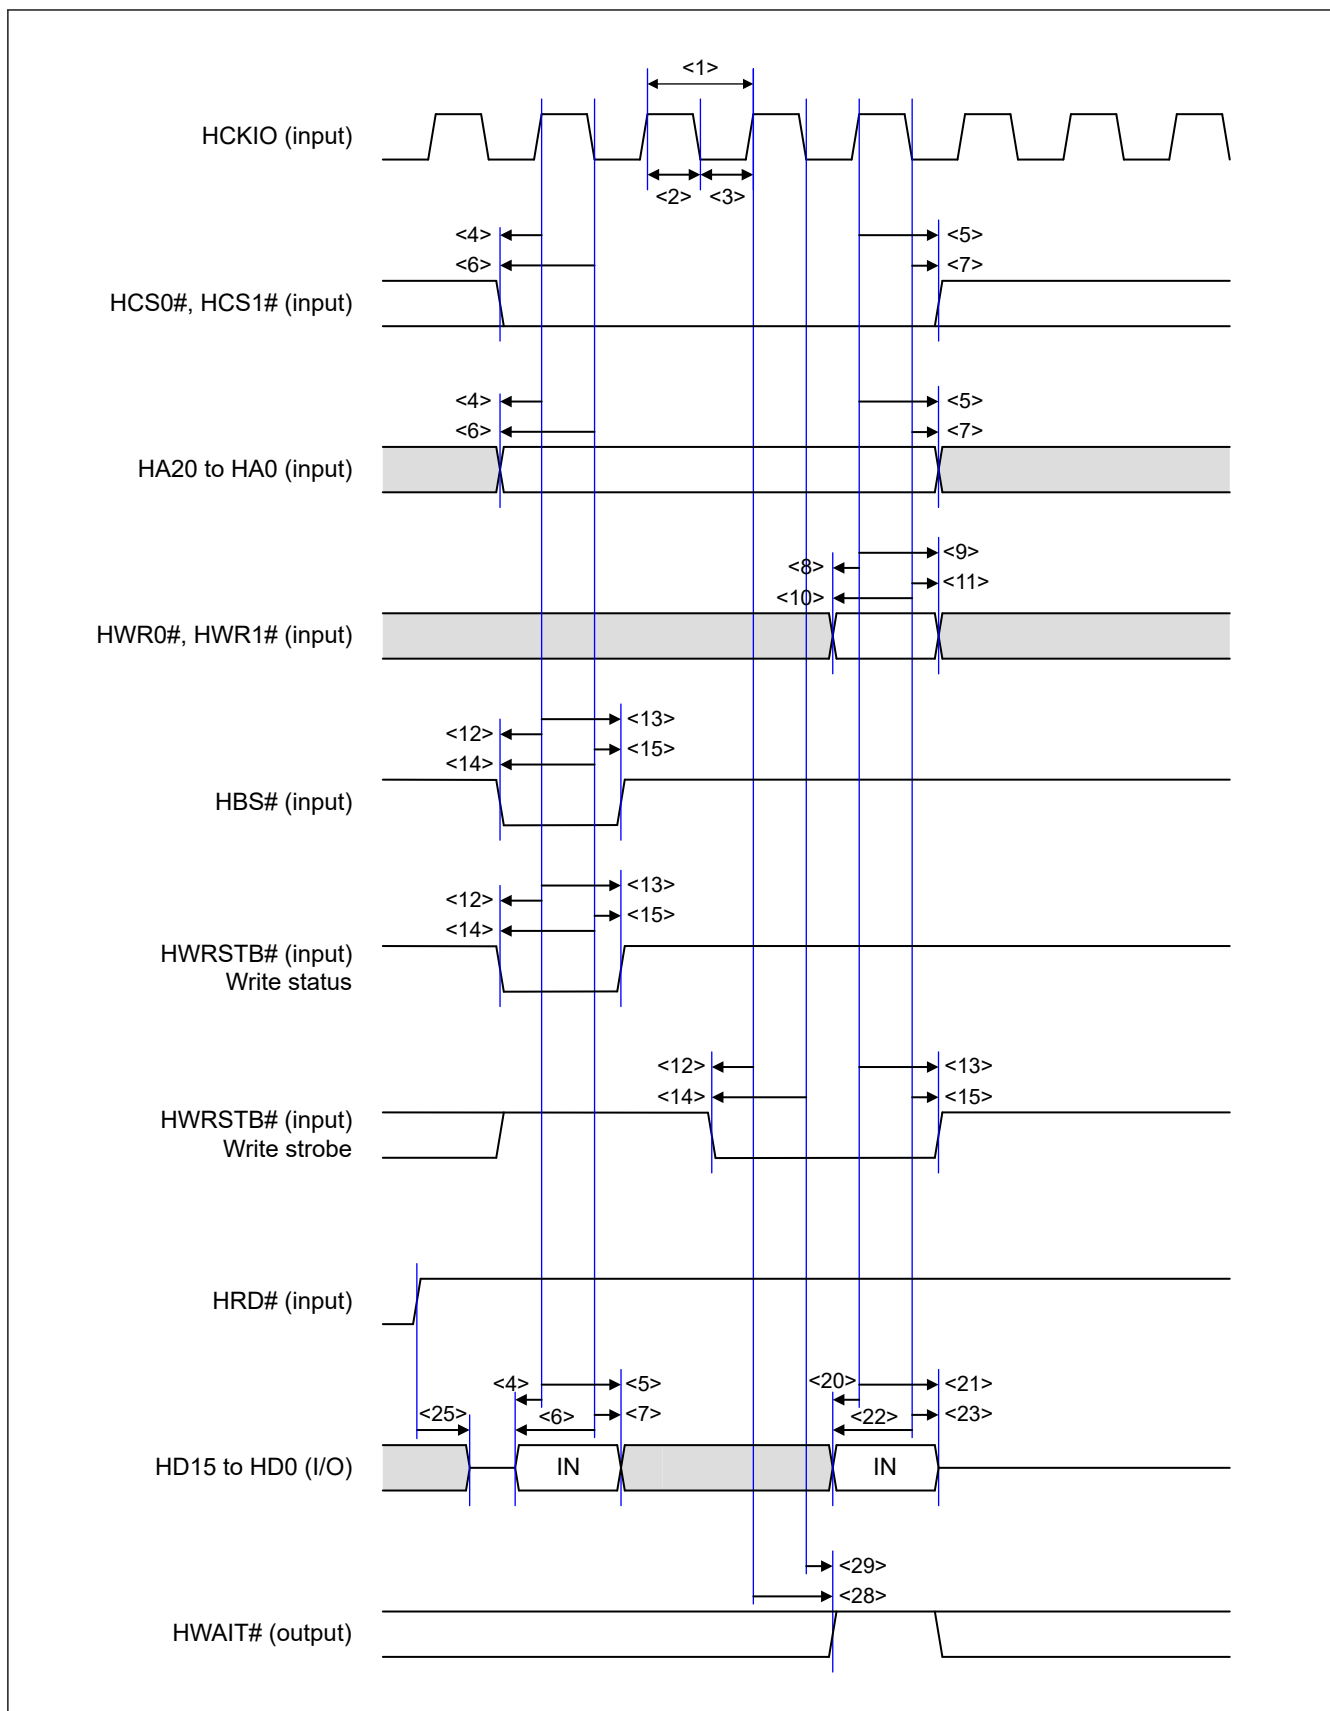 <1>
HCKIO (input)
<2> <3>
<4> <5>
<6> <7>
HCS0#, HCS1# (input)
<4> <5>
<6> <7>
HA20 to HA0 (input)
<9>
<8>
<11>
<10>
HWR0#, HWR1# (input)
<13>
<12>
<15>
<14>
HBS# (input)
<13>
<12>
<15>
<14>
HWRSTB# (input)
Write status
<12> <13>
<14> <15>
HWRSTB# (input)
Write strobe
HRD# (input)
<4> <5> <20> <21>
<25> <6> <7> <22> <23>
HD15 to HD0 (I/O) IN IN
<29>
<28>
HWAIT# (output)